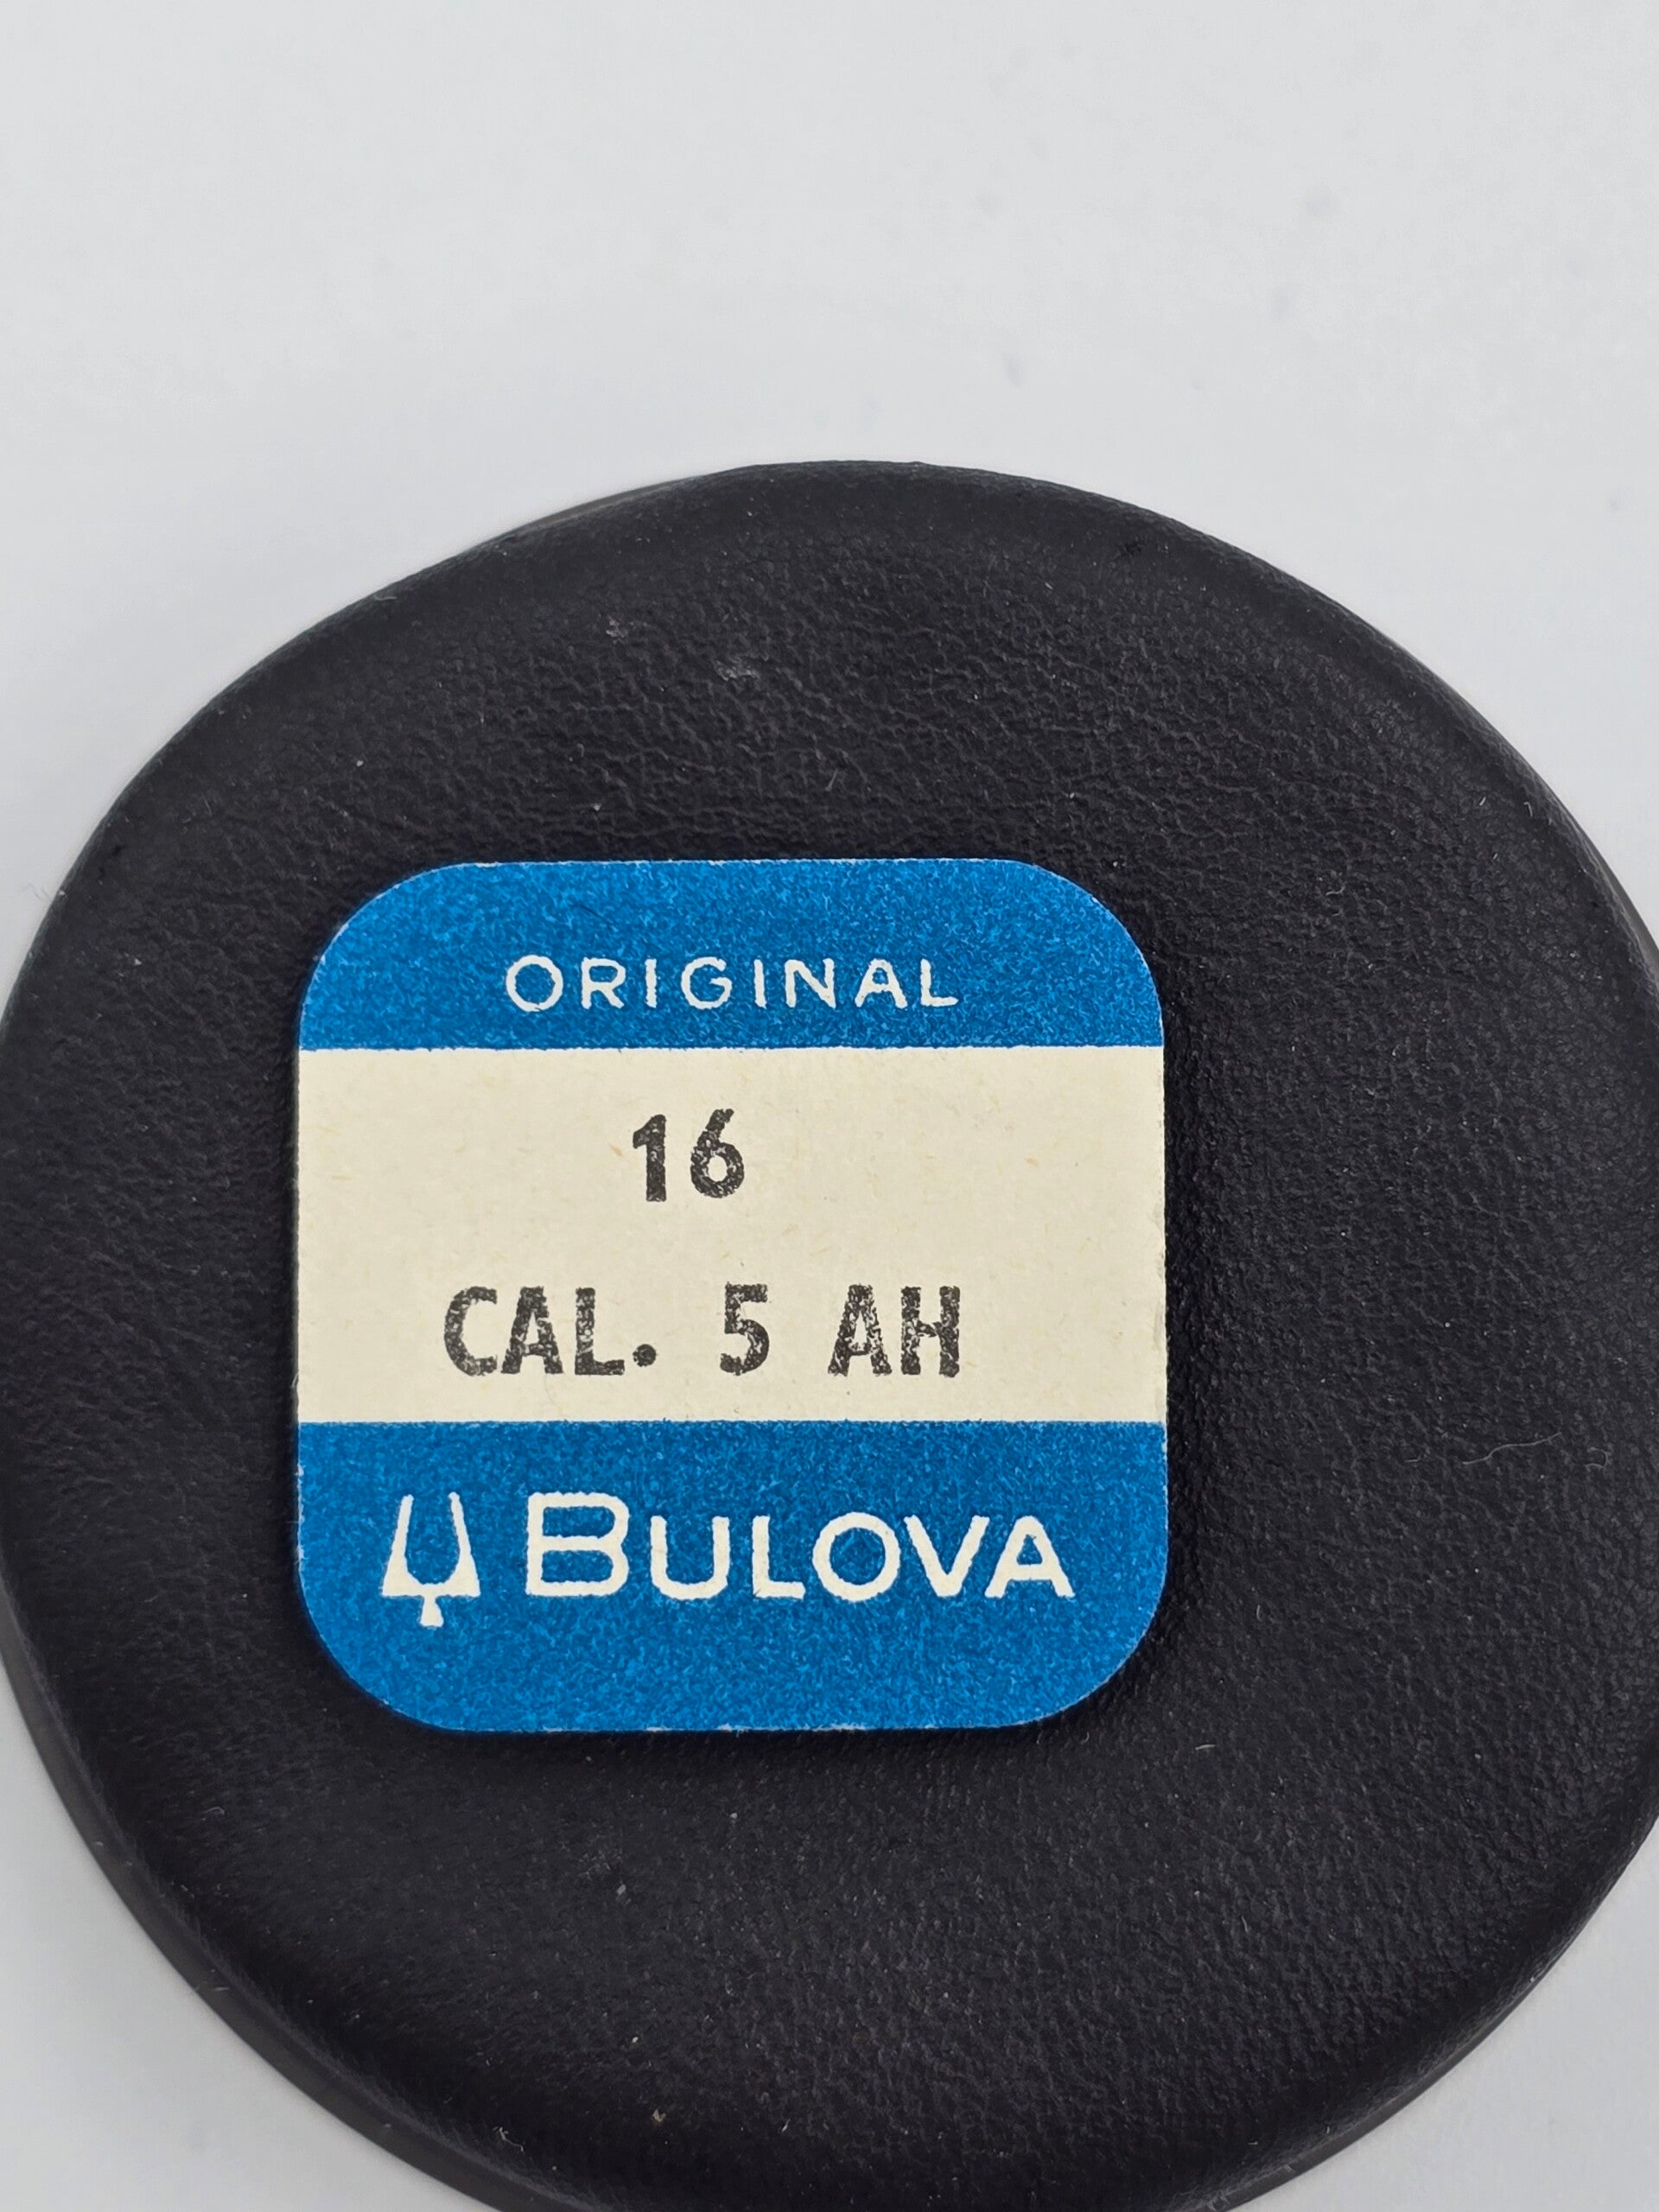 ORIGINAL
16
CAL. 5 AH
BULOVA